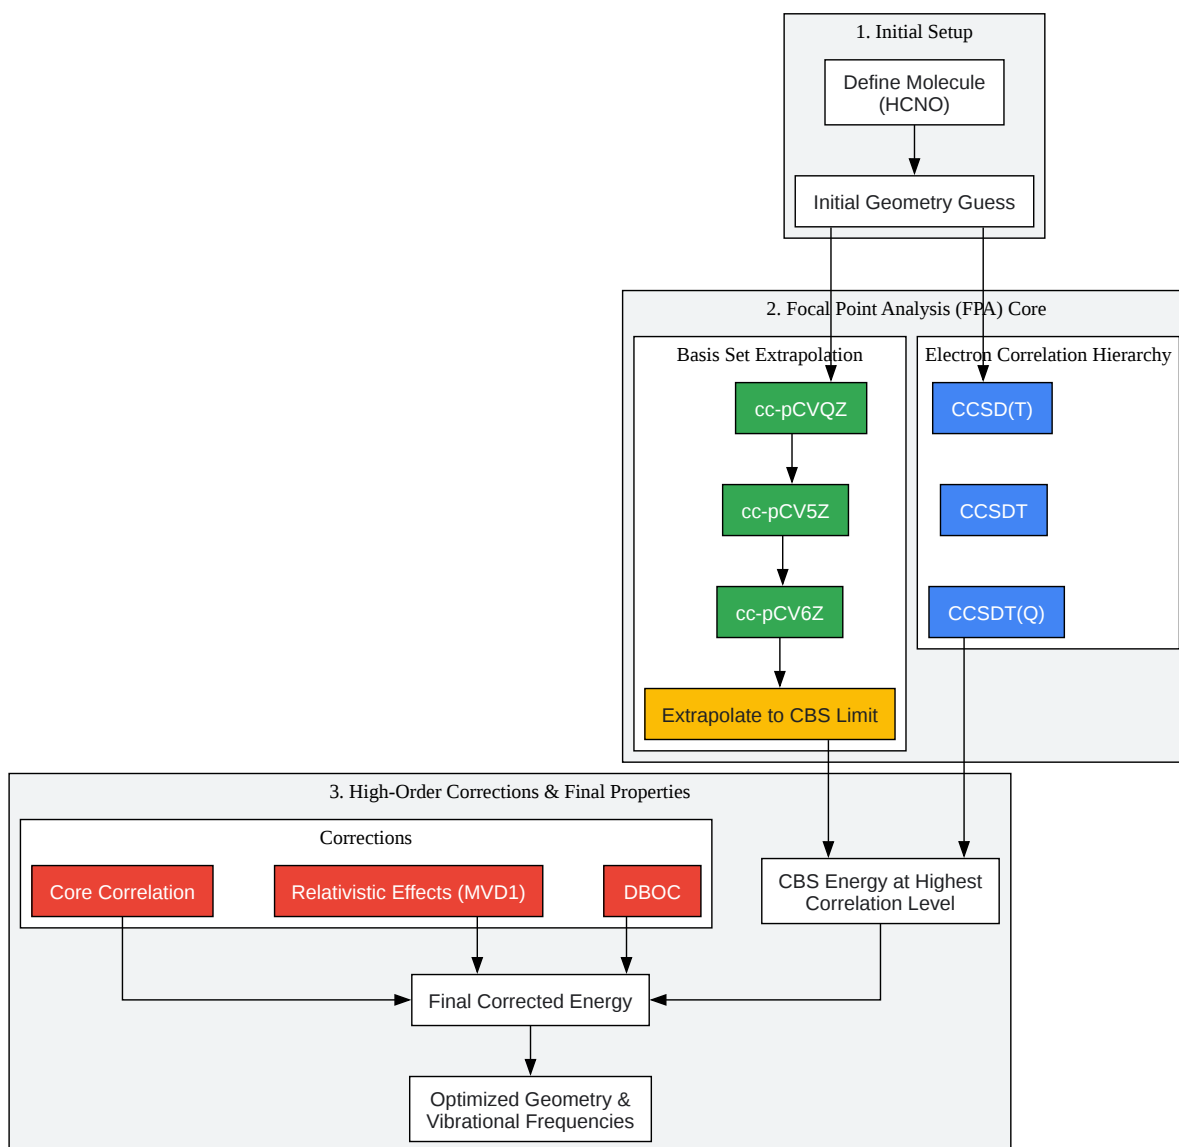 1. Initial Setup
Define Molecule
(HCNO)
Initial Geometry Guess
2. Focal Point Analysis (FPA) Core
Basis Set Extrapolation
cc-pCVQZ
cc-pCV5Z
cc-pCV6Z
Extrapolate to CBS Limit
Electron Correlation Hierarchy
CCSD(T)
CCSDT
CCSDT(Q)
3. High-Order Corrections & Final Properties
Corrections
Core Correlation
Relativistic Effects (MVD1)
DBOC
CBS Energy at Highest
Correlation Level
Final Corrected Energy
Optimized Geometry &
Vibrational Frequencies